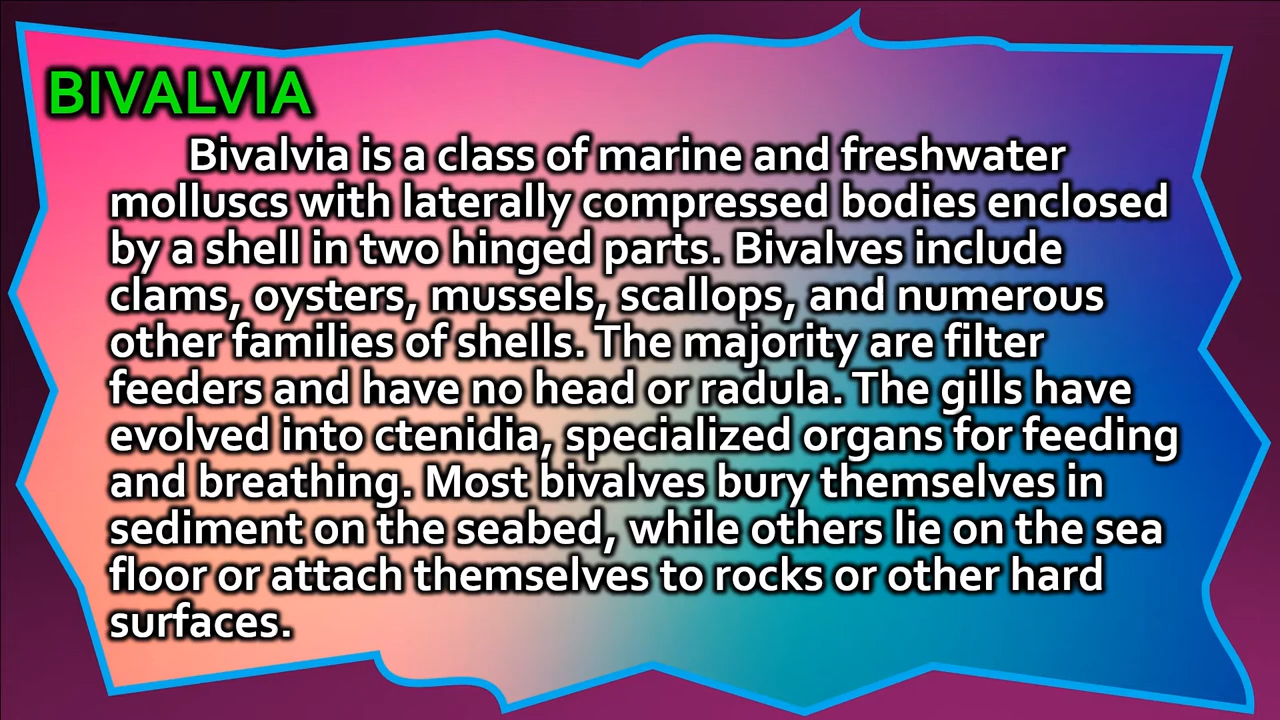 BIVALVIA
Bivalvia is a class of marine and freshwater
molluscs with laterally compressed bodies enclosed
by a shell in two hinged parts. Bivalves include
clams, oysters, mussels, scallops, and numerous
other families of shells. The majority are filter
feeders and have no head or radula. The gills have
evolved into ctenidia, specialized organs for feeding
and breathing. Most bivalves bury themselves in
sediment on the seabed, while others lie on the sea
floor or attach themselves to rocks or other hard
surfaces.